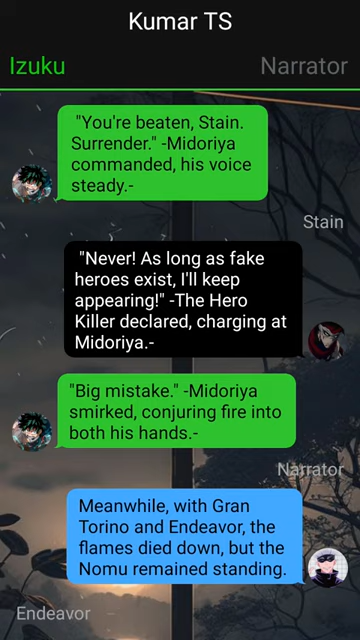 Kumar TS
Izuku
Narrator
"You're beaten, Stain.
Surrender." -Midoriya
commanded, his voice
steady.-
Stain
"Never! As long as fake
heroes exist, I'll keep
appearing!" -The Hero
Killer declared, charging at
Midoriya.-
"Big mistake." -Midoriya
smirked, conjuring fire into
both his hands.-
Narrator
Meanwhile, with Gran
Torino and Endeavor, the
flames died down, but the
Nomu remained standing.
Endeavor